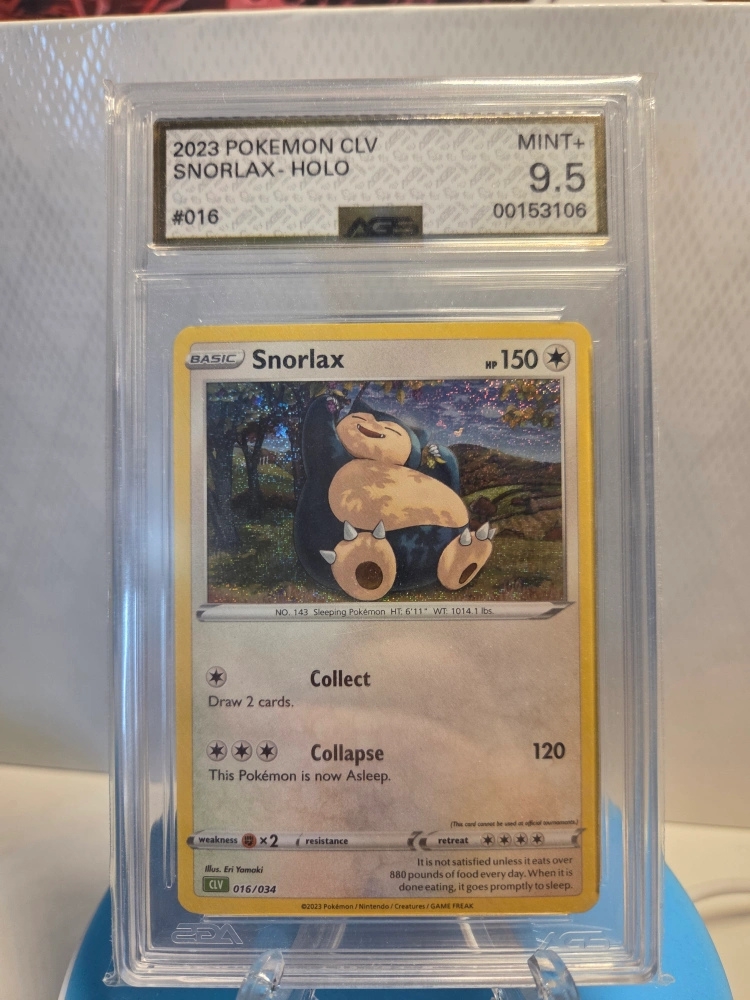 2023 POKEMON CLV
SNORLAX- HOLO
#016
MINT+
9.5
00153106
AGS
BASIC Snorlax HP 150
NO. 143 Sleeping Pokémon HT: 6'11" WT: 1014.1 lbs.
Collect
Draw 2 cards.
Collapse 120
This Pokémon is now Asleep.
(This card cannot be used at official tournaments.)
weakness ×2 resistance retreat
Illus. Eri Yamaki
CLV 016/034
It is not satisfied unless it eats over
880 pounds of food every day. When it is
done eating, it goes promptly to sleep.
©2023 Pokémon / Nintendo / Creatures / GAME FREAK
AGS AGS